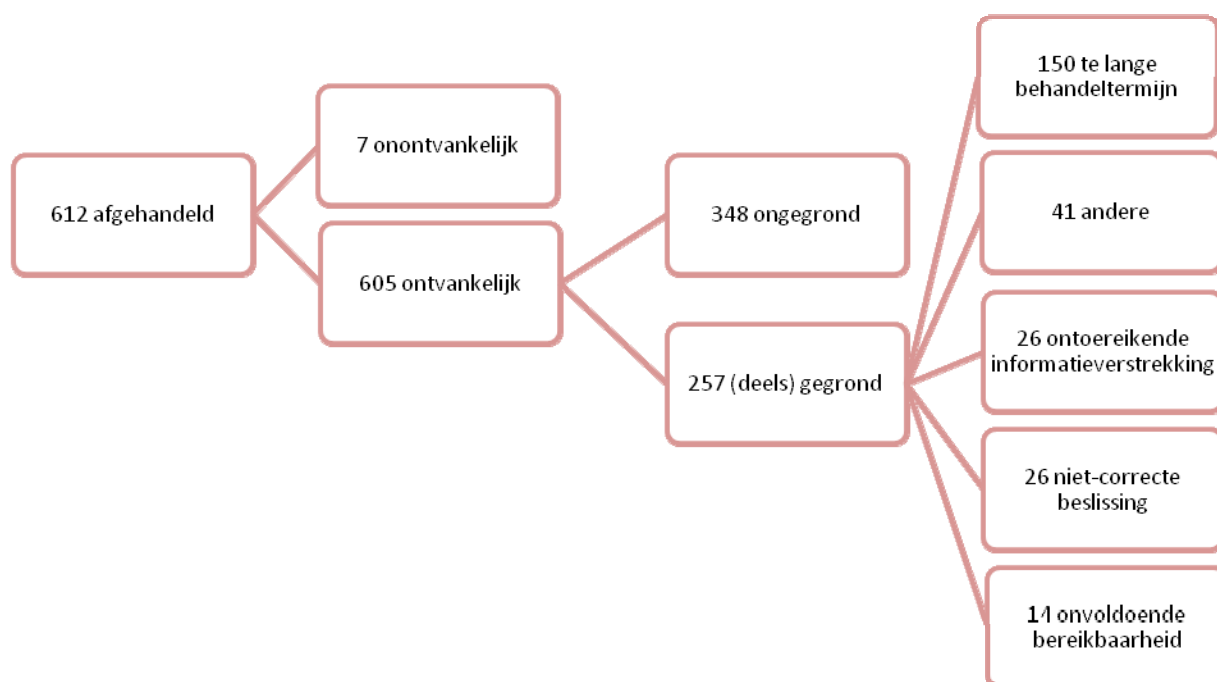 612 afgehandeld
7 onontvankelijk
605 ontvankelijk
348 ongegrond
257 (deels) gegrond
150 te lange
behandeltermijn
41 andere
26 ontoereikende
informatieverstrekking
26 niet-correcte
beslissing
14 onvoldoende
bereikbaarheid